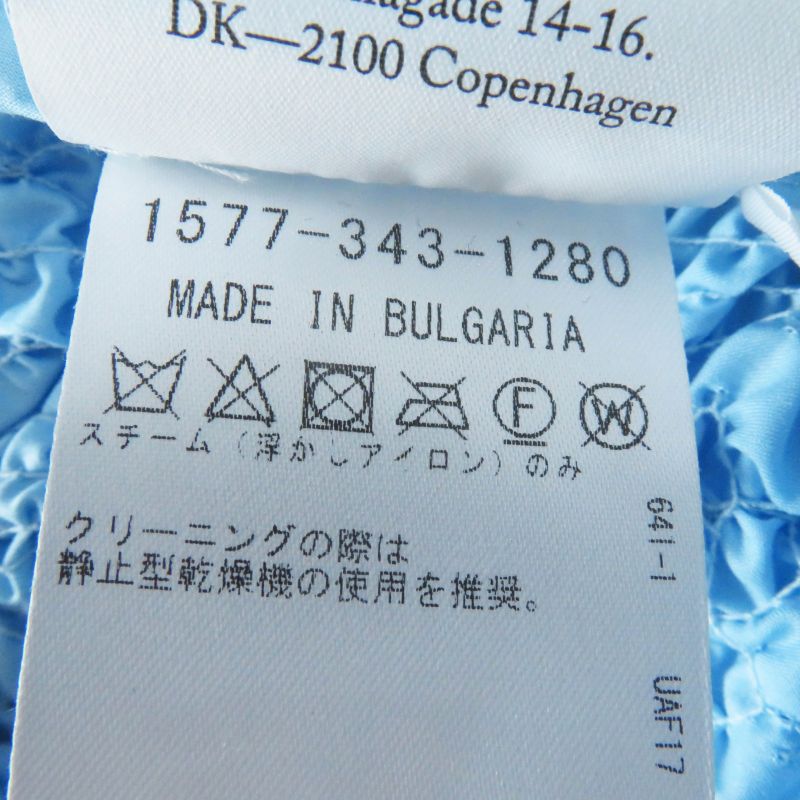 14-16.
DK—2100 Copenhagen
1577-343-1280
MADE IN BULGARIA
F W
スチーム(浮かしアイロン)のみ
クリーニングの際は
静止型乾燥機の使用を推奨。
641-1
UAF17